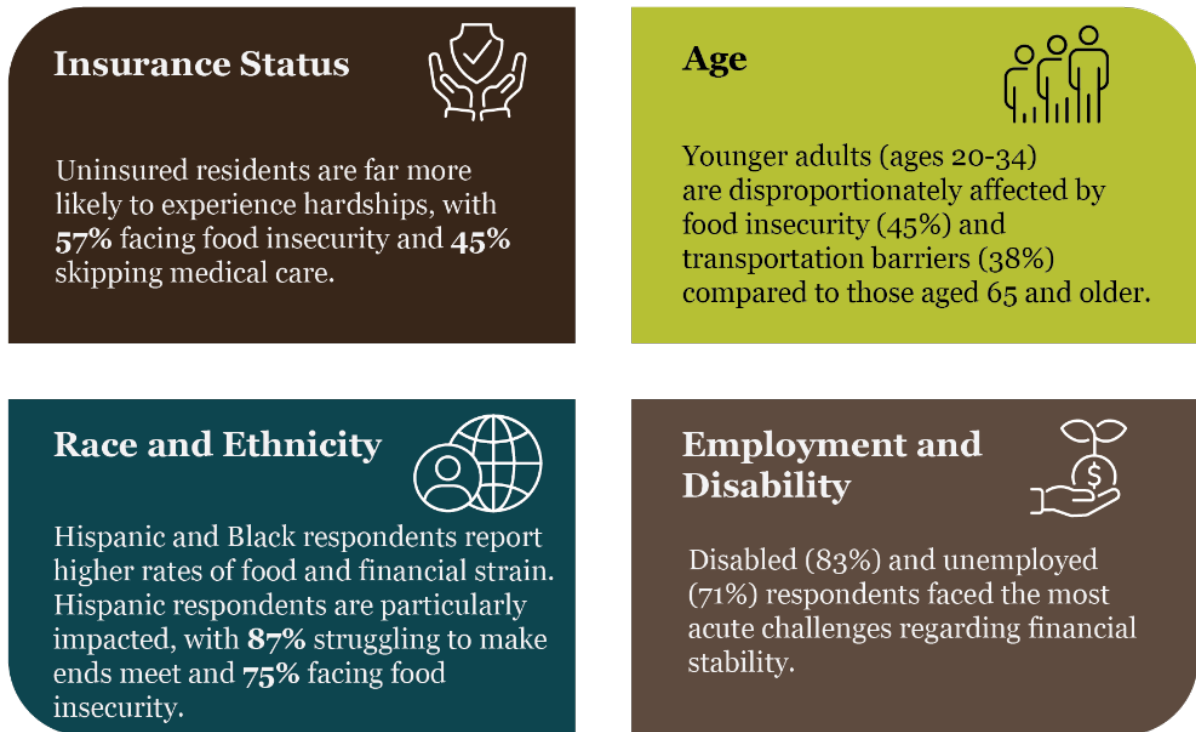 Insurance Status
Uninsured residents are far more
likely to experience hardships, with
57% facing food insecurity and 45%
skipping medical care.
Age
Younger adults (ages 20-34)
are disproportionately affected by
food insecurity (45%) and
transportation barriers (38%)
compared to those aged 65 and older.
Race and Ethnicity
Hispanic and Black respondents report
higher rates of food and financial strain.
Hispanic respondents are particularly
impacted, with 87% struggling to make
ends meet and 75% facing food
insecurity.
Employment and
Disability
$
Disabled (83%) and unemployed
(71%) respondents faced the most
acute challenges regarding financial
stability.